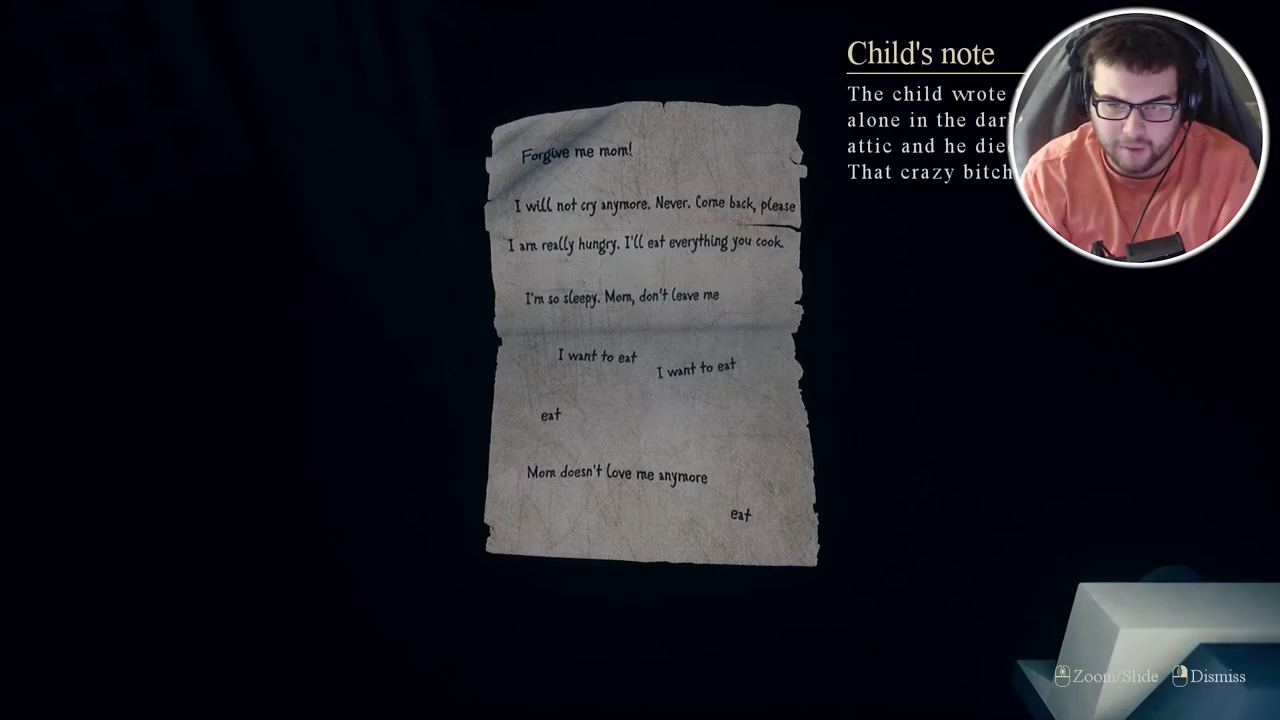 Child's note
The child wrote
alone in the dar
attic and he die
That crazy bitch
Forgive me mom!
I will not cry anymore. Never. Come back, please
I am really hungry. I'll eat everything you cook.
I'm so sleepy. Mom, don't leave me
I want to eat
I want to eat
eat
Mom doesn't love me anymore
eat
Zoom/Slide
Dismiss